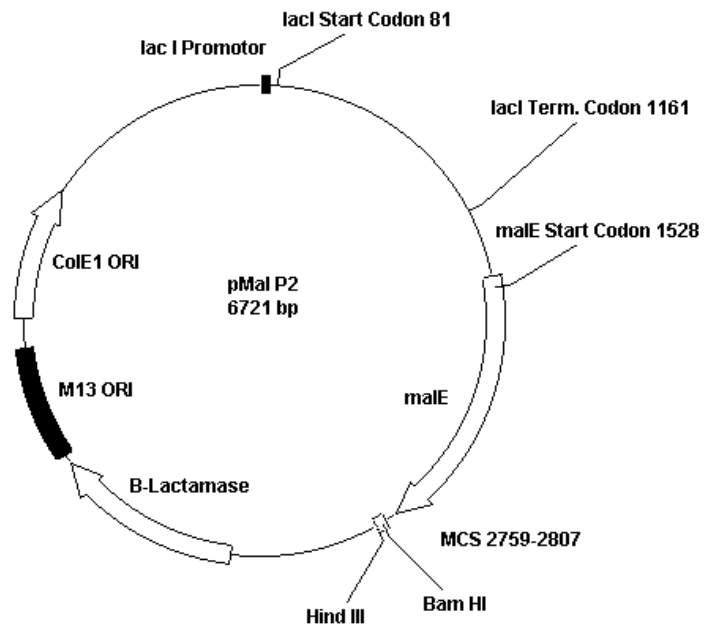 lacI Start Codon 81
lac I Promotor
lacI Term. Codon 1161
malE Start Codon 1528
ColE1 ORI
pMal P2
6721 bp
M13 ORI
malE
B-Lactamase
MCS 2759-2807
Bam HI
Hind III